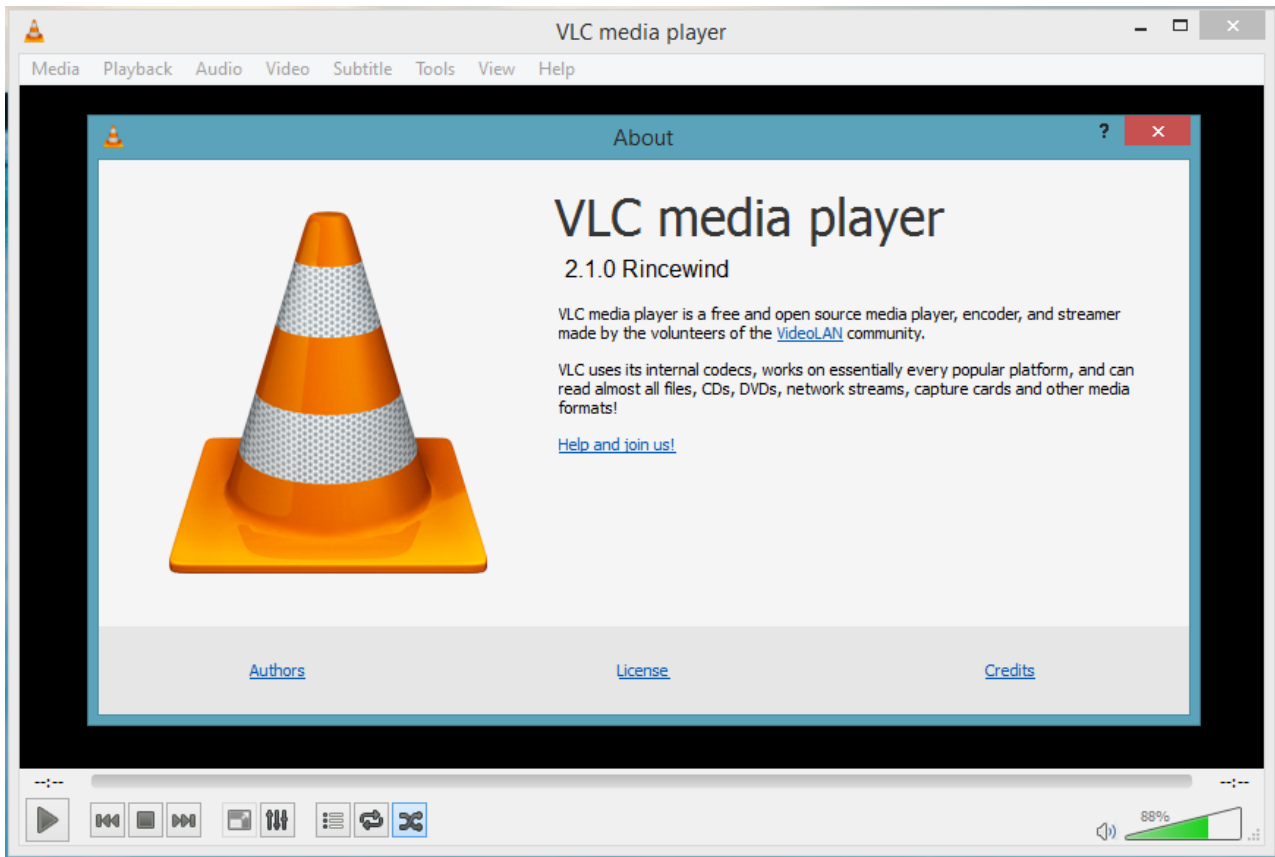 VLC media player
Media Playback Audio Video Subtitle Tools View Help
About
?
VLC media player
2.1.0 Rincewind
VLC media player is a free and open source media player, encoder, and streamer
made by the volunteers of the VideoLAN community.
VLC uses its internal codecs, works on essentially every popular platform, and can
read almost all files, CDs, DVDs, network streams, capture cards and other media
formats!
Help and join us!
Authors License Credits
--:-- --:--
88%